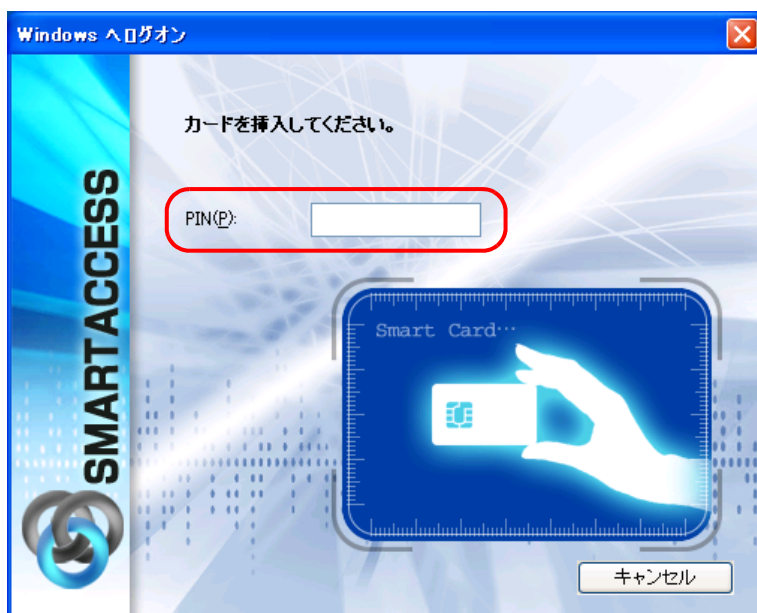 Windows へログオン
カードを挿入してください。
PIN(P):
SMARTACCESS
Smart Card…
キャンセル